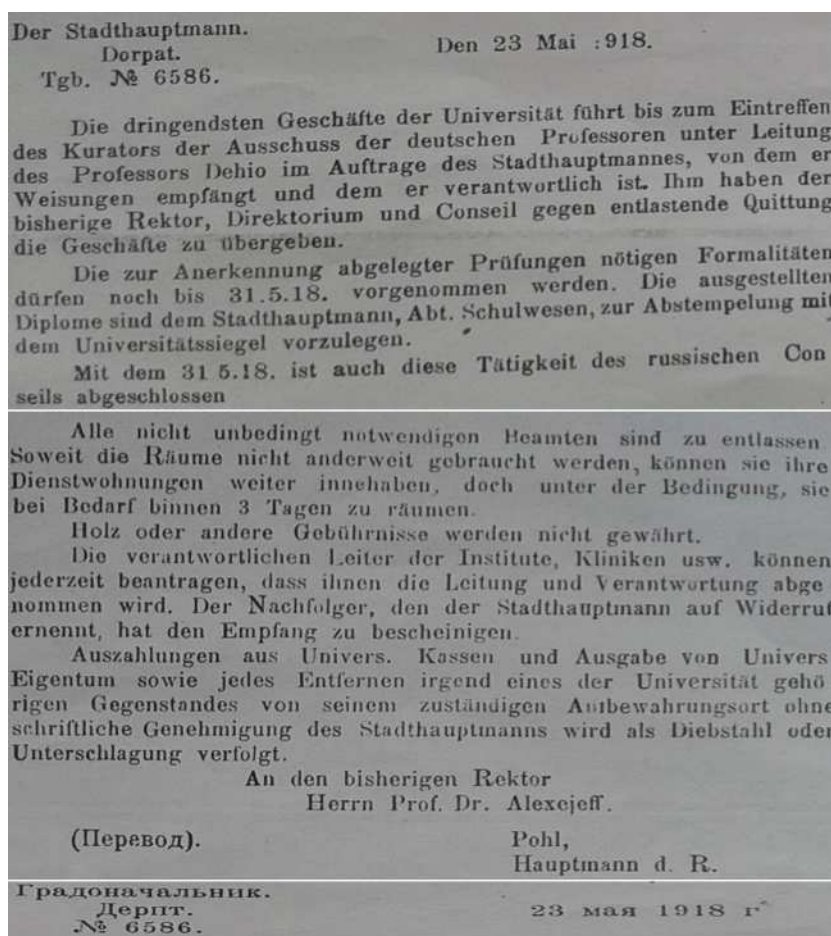 Der Stadthauptmann.
Dorpat.
Den 23 Mai :918.
Tgb. № 6586.
Die dringendsten Geschäfte der Universität führt bis zum Eintreffen
des Kurators der Ausschuss der deutschen Professoren unter Leitung
des Professors Dehio im Auftrage des Stadthauptmannes, von dem er
Weisungen empfängt und dem er verantwortlich ist. Ihm haben der
bisherige Rektor, Direktorium und Conseil gegen entlastende Quittung
die Geschäfte zu übergeben.
Die zur Anerkennung abgelegter Prüfungen nötigen Formalitäten
dürfen noch bis 31.5.18. vorgenommen werden. Die ausgestellten
Diplome sind dem Stadthauptmann, Abt. Schulwesen, zur Abstempelung mit
dem Universitätssiegel vorzulegen.
Mit dem 31 5.18. ist auch diese Tätigkeit des russischen Con
seils abgeschlossen
Alle nicht unbedingt notwendigen Beamten sind zu entlassen
Soweit die Räume nicht anderweit gebraucht werden, können sie ihre
Dienstwohnungen weiter innehaben, doch unter der Bedingung, sie
bei Bedarf binnen 3 Tagen zu räumen.
Holz oder andere Gebührnisse werden nicht gewährt.
Die verantwortlichen Leiter der Institute, Kliniken usw. können
jederzeit beantragen, dass ihnen die Leitung und Verantwortung abge
nommen wird. Der Nachfolger, den der Stadthauptmann auf Widerruf
ernennt, hat den Empfang zu bescheinigen.
Auszahlungen aus Univers. Kassen und Ausgabe von Univers
Eigentum sowie jedes Entfernen irgend eines der Universität gehö
rigen Gegenstandes von seinem zuständigen Aufbewahrungsort ohne
schriftliche Genehmigung des Stadthauptmanns wird als Diebstahl oder
Unterschlagung verfolgt.
An den bisherigen Rektor
Herrn Prof. Dr. Alexejeff.
(Перевод).
Pohl,
Hauptmann d. R.
Градоначальник.
Дерпт.
23 мая 1918 г
№ 6586.